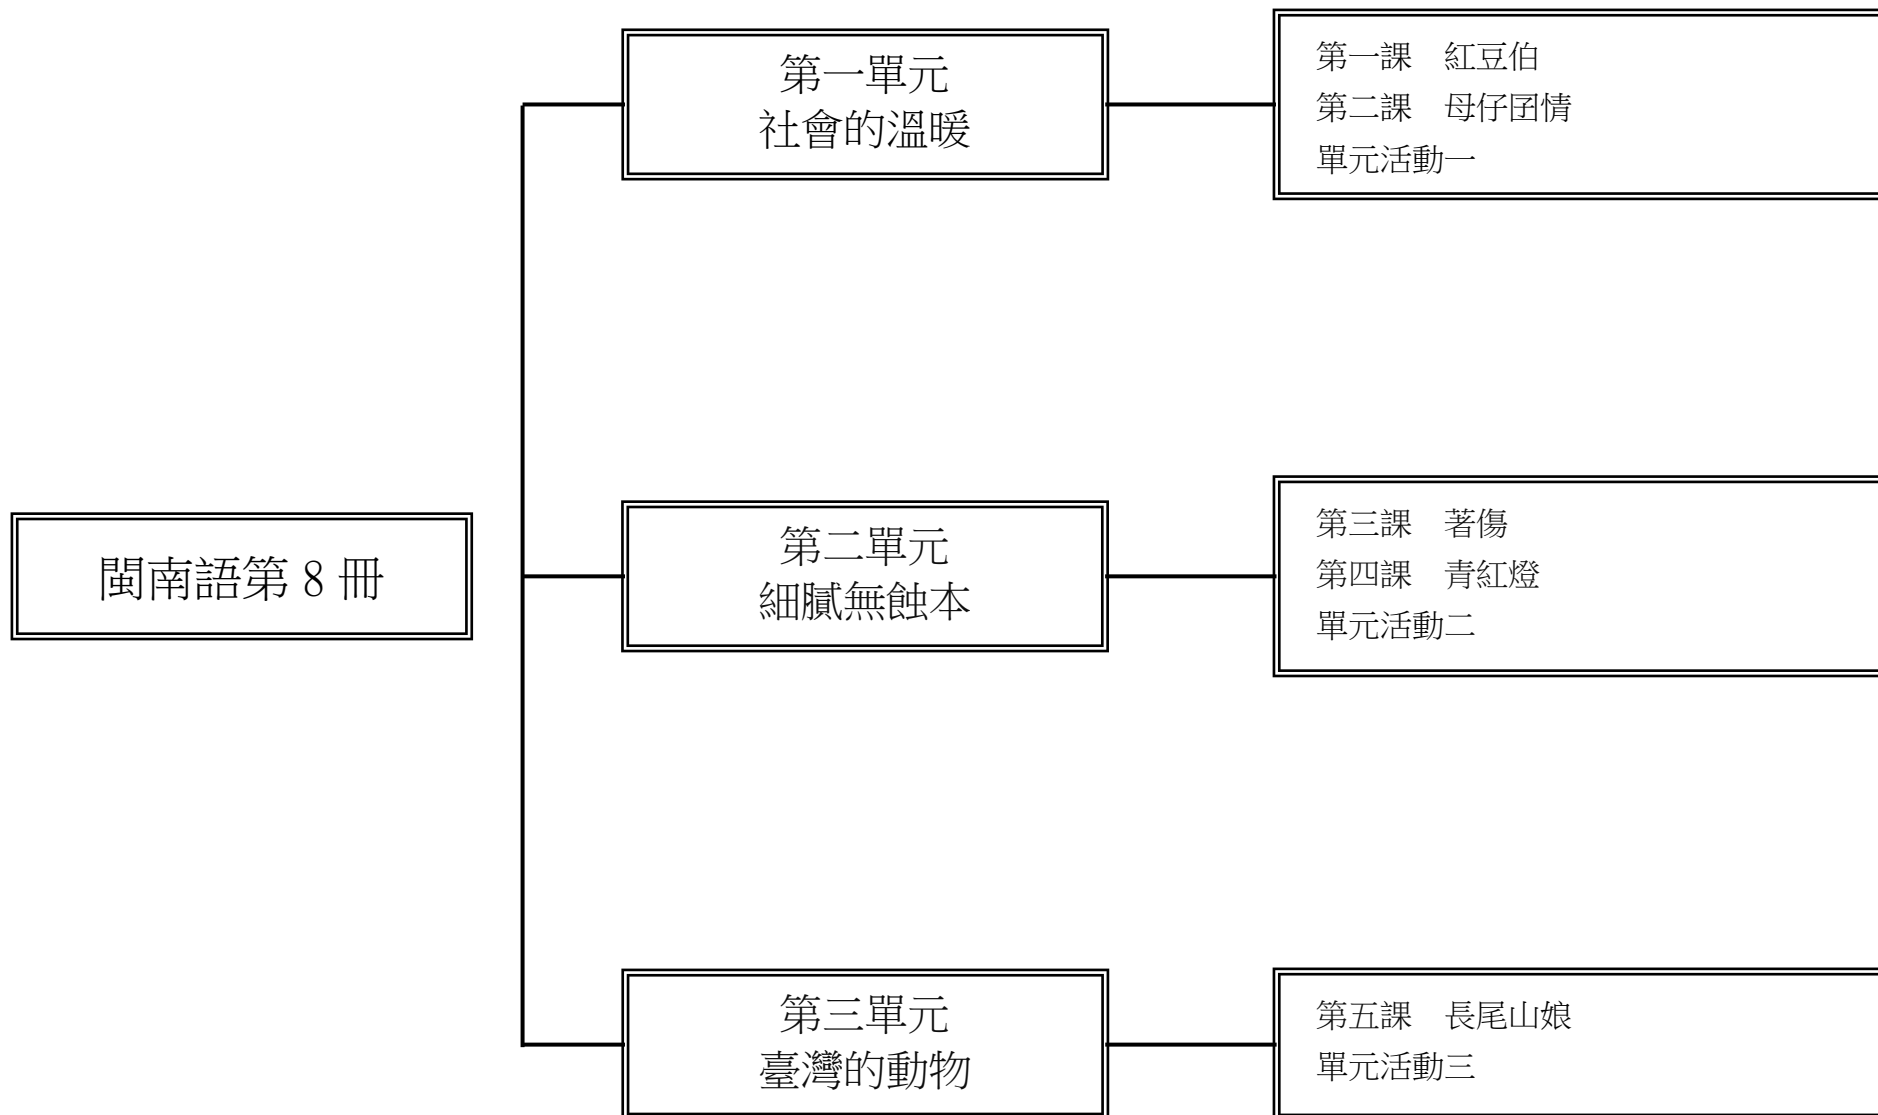 閩南語第 8 冊
第一單元
社會的溫暖
第一課　紅豆伯
第二課　母仔囝情
單元活動一
第二單元
細膩無蝕本
第三課　著傷
第四課　青紅燈
單元活動二
第三單元
臺灣的動物
第五課　長尾山娘
單元活動三